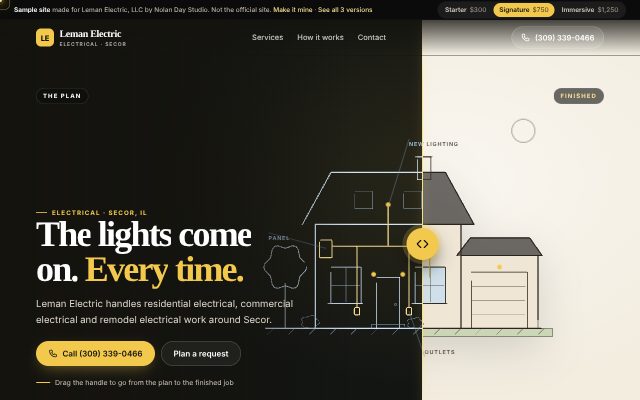 Sample site made for Leman Electric, LLC by Nolan Day Studio. Not the official site. Make it mine · See all 3 versions
Starter $300 Signature $750 Immersive $1,250
LE Leman Electric
ELECTRICAL · SECOR
Services How it works Contact
(309) 339-0466
THE PLAN
FINISHED
NEW LIGHTING
ELECTRICAL · SECOR, IL
The lights come
on. Every time.
PANEL
Leman Electric handles residential electrical, commercial
electrical and remodel electrical work around Secor.
Call (309) 339-0466 Plan a request
OUTLETS
Drag the handle to go from the plan to the finished job